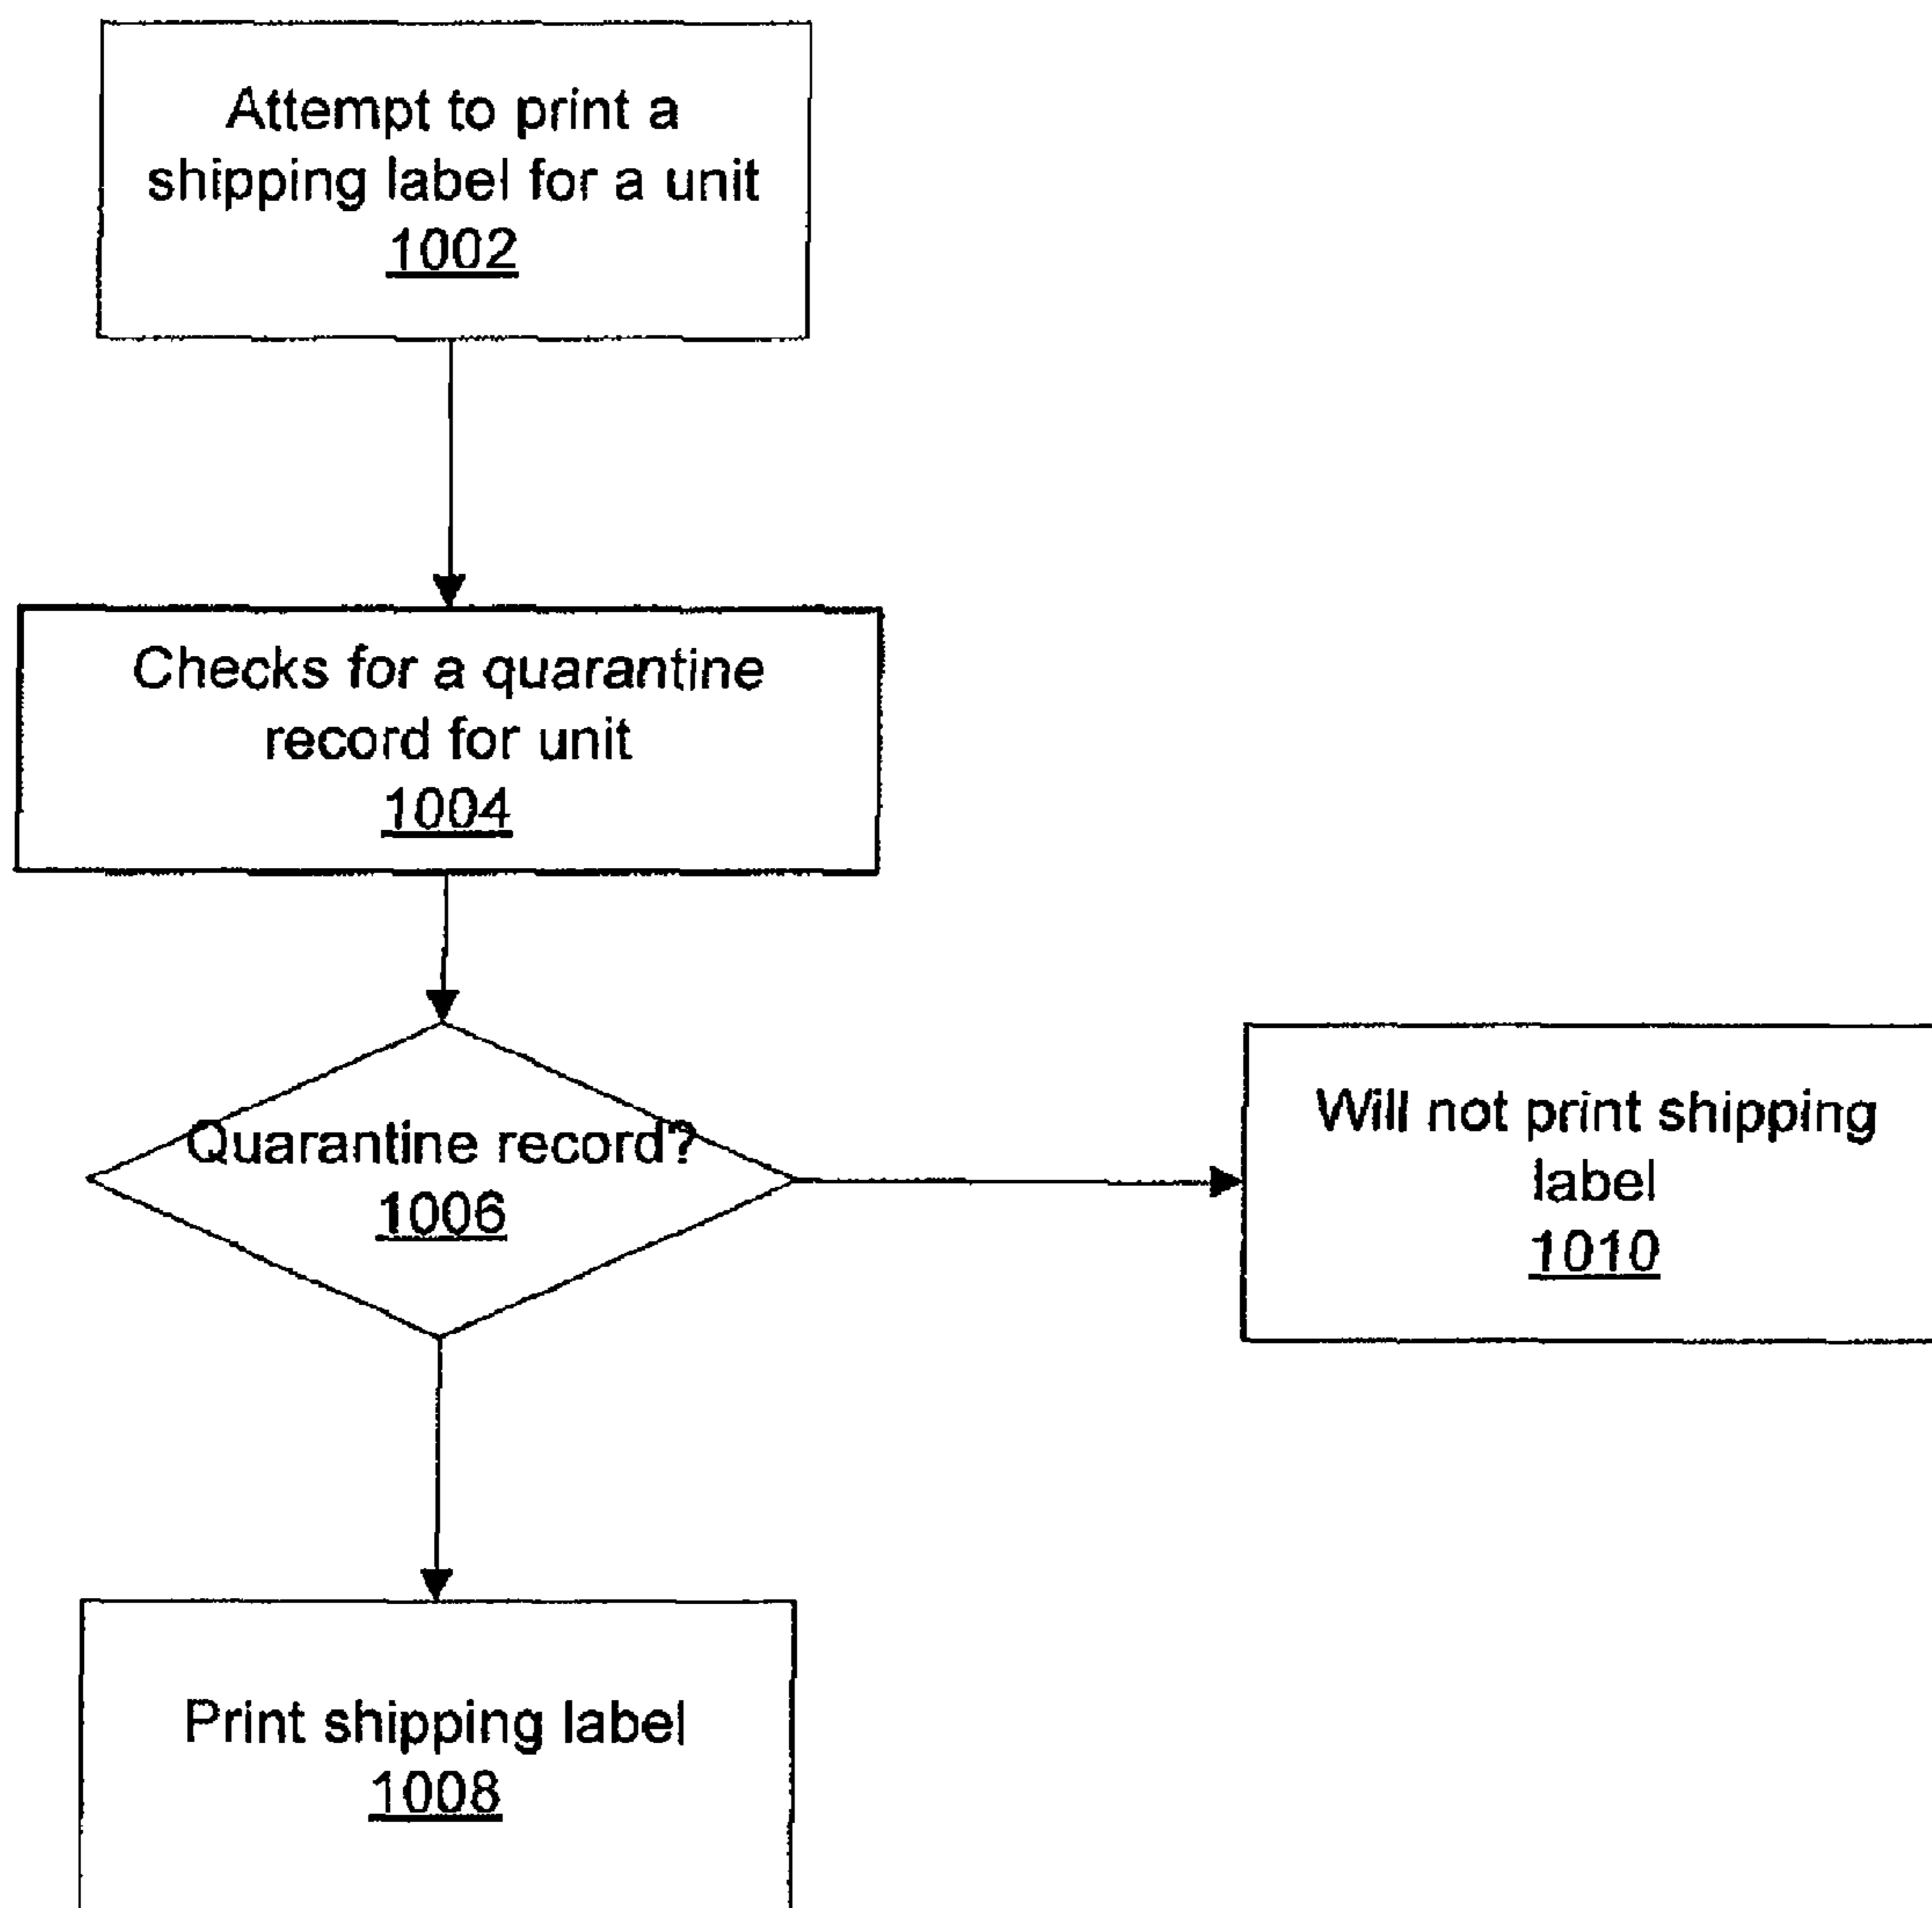 Attempt to print a
shipping label for a unit
1002
Checks for a quarantine
record for unit
1004
Quarantine record?
1006
Will not print shipping
label
1010
Print shipping label
1008